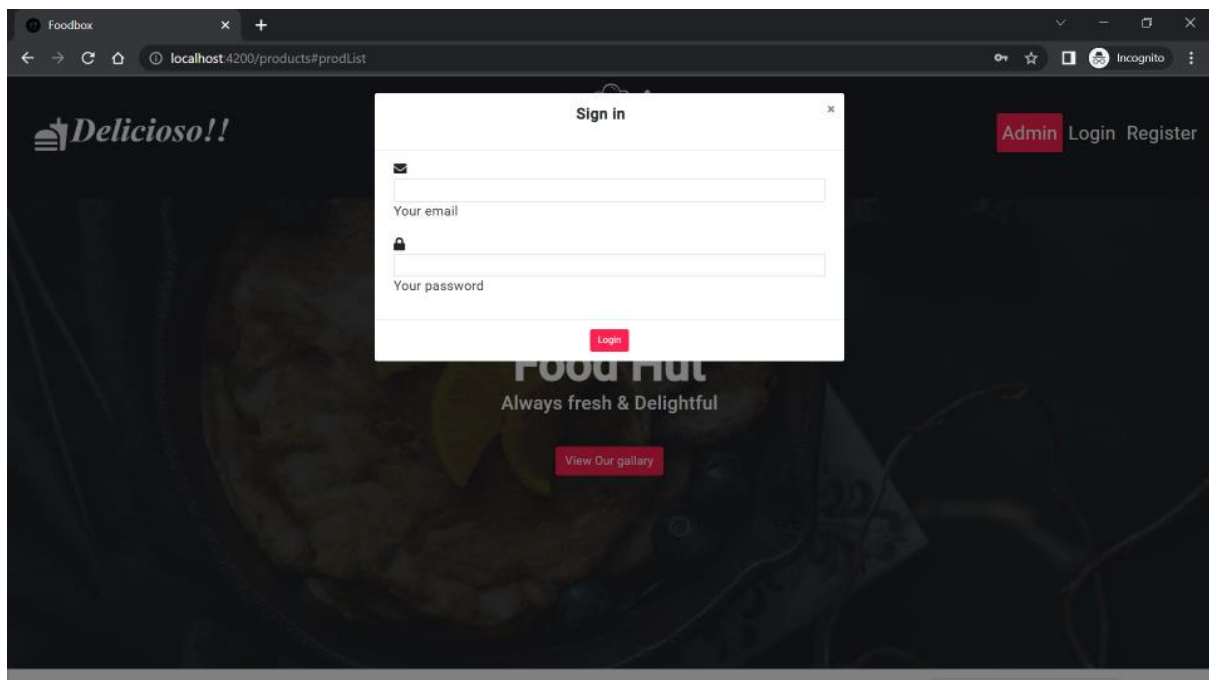 Foodbox
localhost:4200/products#prodList
Incognito
Delicioso!!
Admin Login Register
Sign in
Your email
Your password
Login
Food Hut
Always fresh & Delightful
View Our gallary